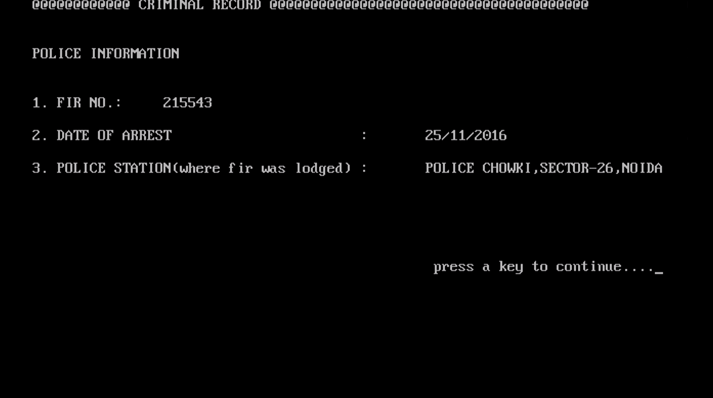 @@@@@@@@@@@@ CRIMINAL RECORD @@@@@@@@@@@@@@@@@@@@@@@@@@@@@@@@@@@@@@@
POLICE INFORMATION
1. FIR NO.: 215543
2. DATE OF ARREST : 25/11/2016
3. POLICE STATION(where fir was lodged) : POLICE CHOWKI,SECTOR-26,NOIDA
press a key to continue...._